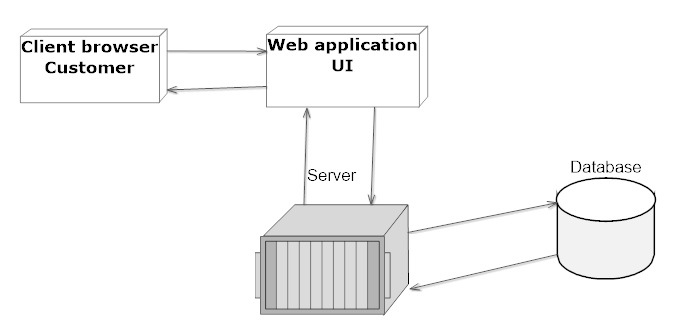 Client browser
Customer
Web application
UI
Server
Database